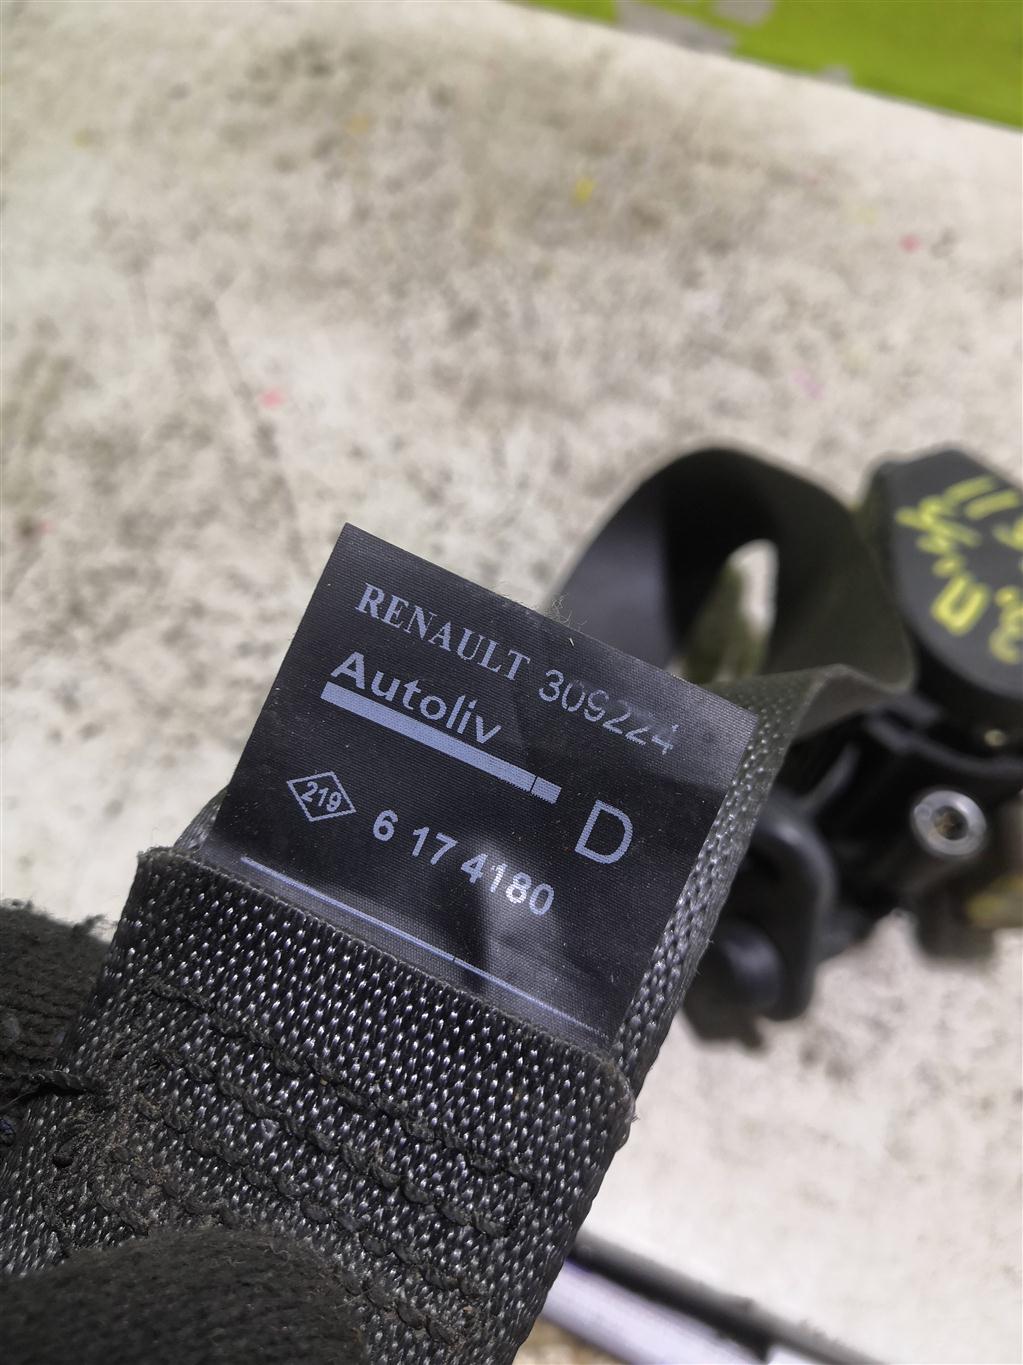 RENAULT 309224
Autoliv
D
219
6 17 4180